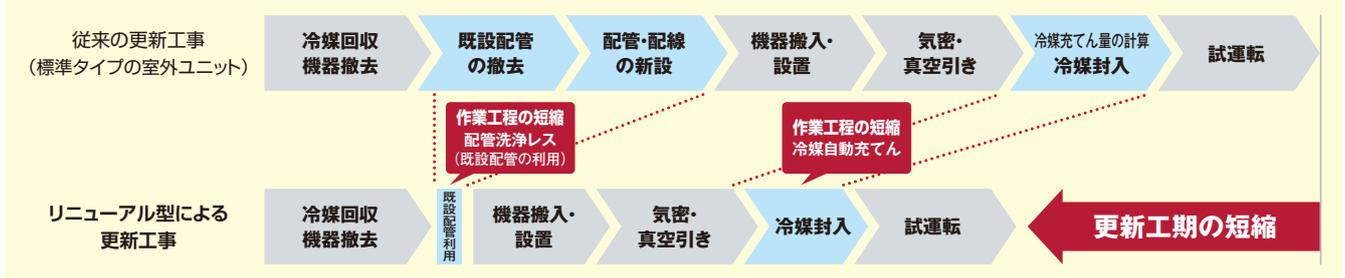 従来の更新工事
（標準タイプの室外ユニット）
冷媒回収
機器撤去
既設配管
の撤去
配管・配線
の新設
機器搬入・
設置
気密・
真空引き
冷媒充てん量の計算
冷媒封入
試運転
作業工程の短縮
配管洗浄レス
（既設配管の利用）
作業工程の短縮
冷媒自動充てん
リニューアル型による
更新工事
冷媒回収
機器撤去
既設配管利用
機器搬入・
設置
気密・
真空引き
冷媒封入
試運転
更新工期の短縮